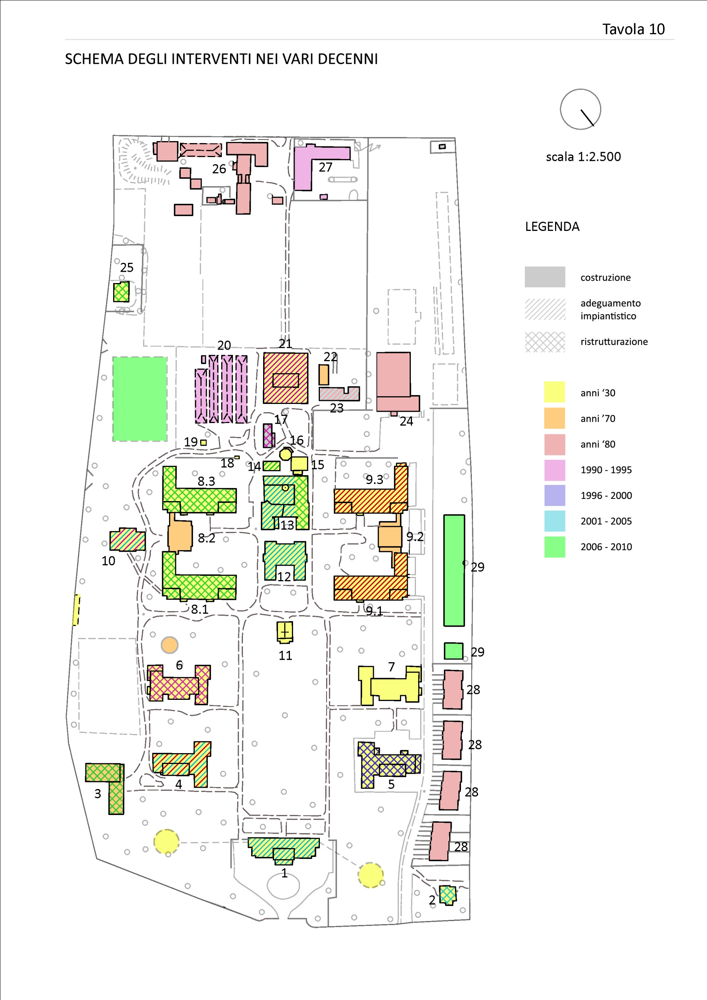 Tavola 10
SCHEMA DEGLI INTERVENTI NEI VARI DECENNI
scala 1:2.500
LEGENDA
costruzione
adeguamento
impiantistico
ristrutturazione
anni ‘30
anni ’70
anni ‘80
1990 - 1995
1996 - 2000
2001 - 2005
2006 - 2010
26
27
25
20
21
22
23
24
17
16
19
18
14
15
8.3
9.3
13
8.2
9.2
10
12
29
8.1
9.1
11
29
6
7
28
28
4
5
3
28
28
1
2